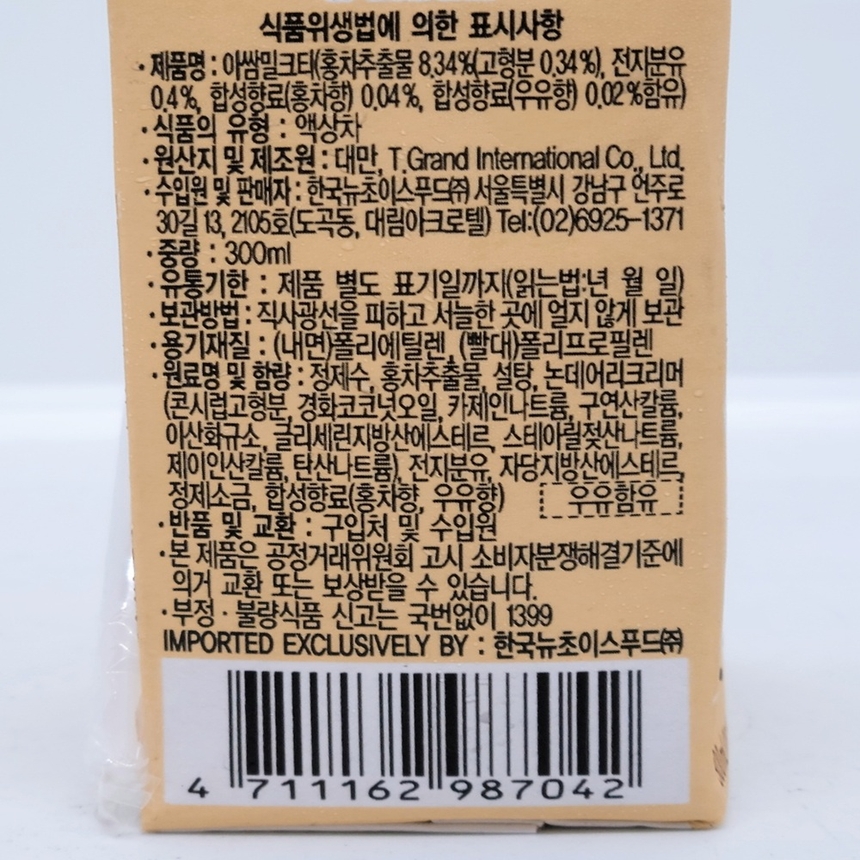 식품위생법에 의한 표시사항
·제품명 : 아쌈밀크티(홍차추출물 8.34%(고형분 0.34%), 전지분유
0.4%, 합성향료(홍차향) 0.04%, 합성향료(우유향) 0.02%함유)
·식품의 유형 : 액상차
·원산지 및 제조원 : 대만, T.Grand International Co., Ltd.
·수입원 및 판매자 : 한국뉴초이스푸드㈜ 서울특별시 강남구 언주로
30길 13, 2105호(도곡동, 대림아크로텔) Tel:(02)6925-1371
·중량 : 300ml
·유통기한 : 제품 별도 표기일까지(읽는법:년 월 일)
·보관방법 : 직사광선을 피하고 서늘한 곳에 얼지 않게 보관
·용기재질 : (내면)폴리에틸렌, (빨대)폴리프로필렌
·원료명 및 함량 : 정제수, 홍차추출물, 설탕, 논데어리크리머
(콘시럽고형분, 경화코코넛오일, 카제인나트륨, 구연산칼륨,
이산화규소, 글리세린지방산에스테르, 스테아릴젖산나트륨,
제이인산칼륨, 탄산나트륨), 전지분유, 자당지방산에스테르,
정제소금, 합성향료(홍차향, 우유향) 우유함유
·반품 및 교환 : 구입처 및 수입원
·본 제품은 공정거래위원회 고시 소비자분쟁해결기준에
의거 교환 또는 보상받을 수 있습니다.
·부정·불량식품 신고는 국번없이 1399
IMPORTED EXCLUSIVELY BY : 한국뉴초이스푸드㈜
4 711162 987042